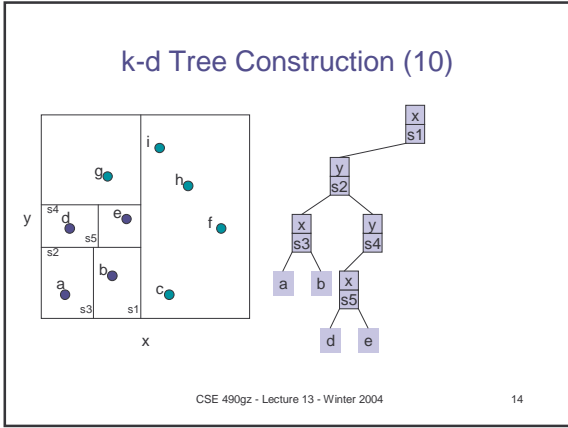 k-d Tree Construction (10)
x
s1
i
y
s2
g
h
s4
d
e
y
f
s5
x
s3
y
s4
s2
a
b
c
s3
s1
a
b
x
s5
x
d
e
CSE 490gz - Lecture 13 - Winter 2004
14